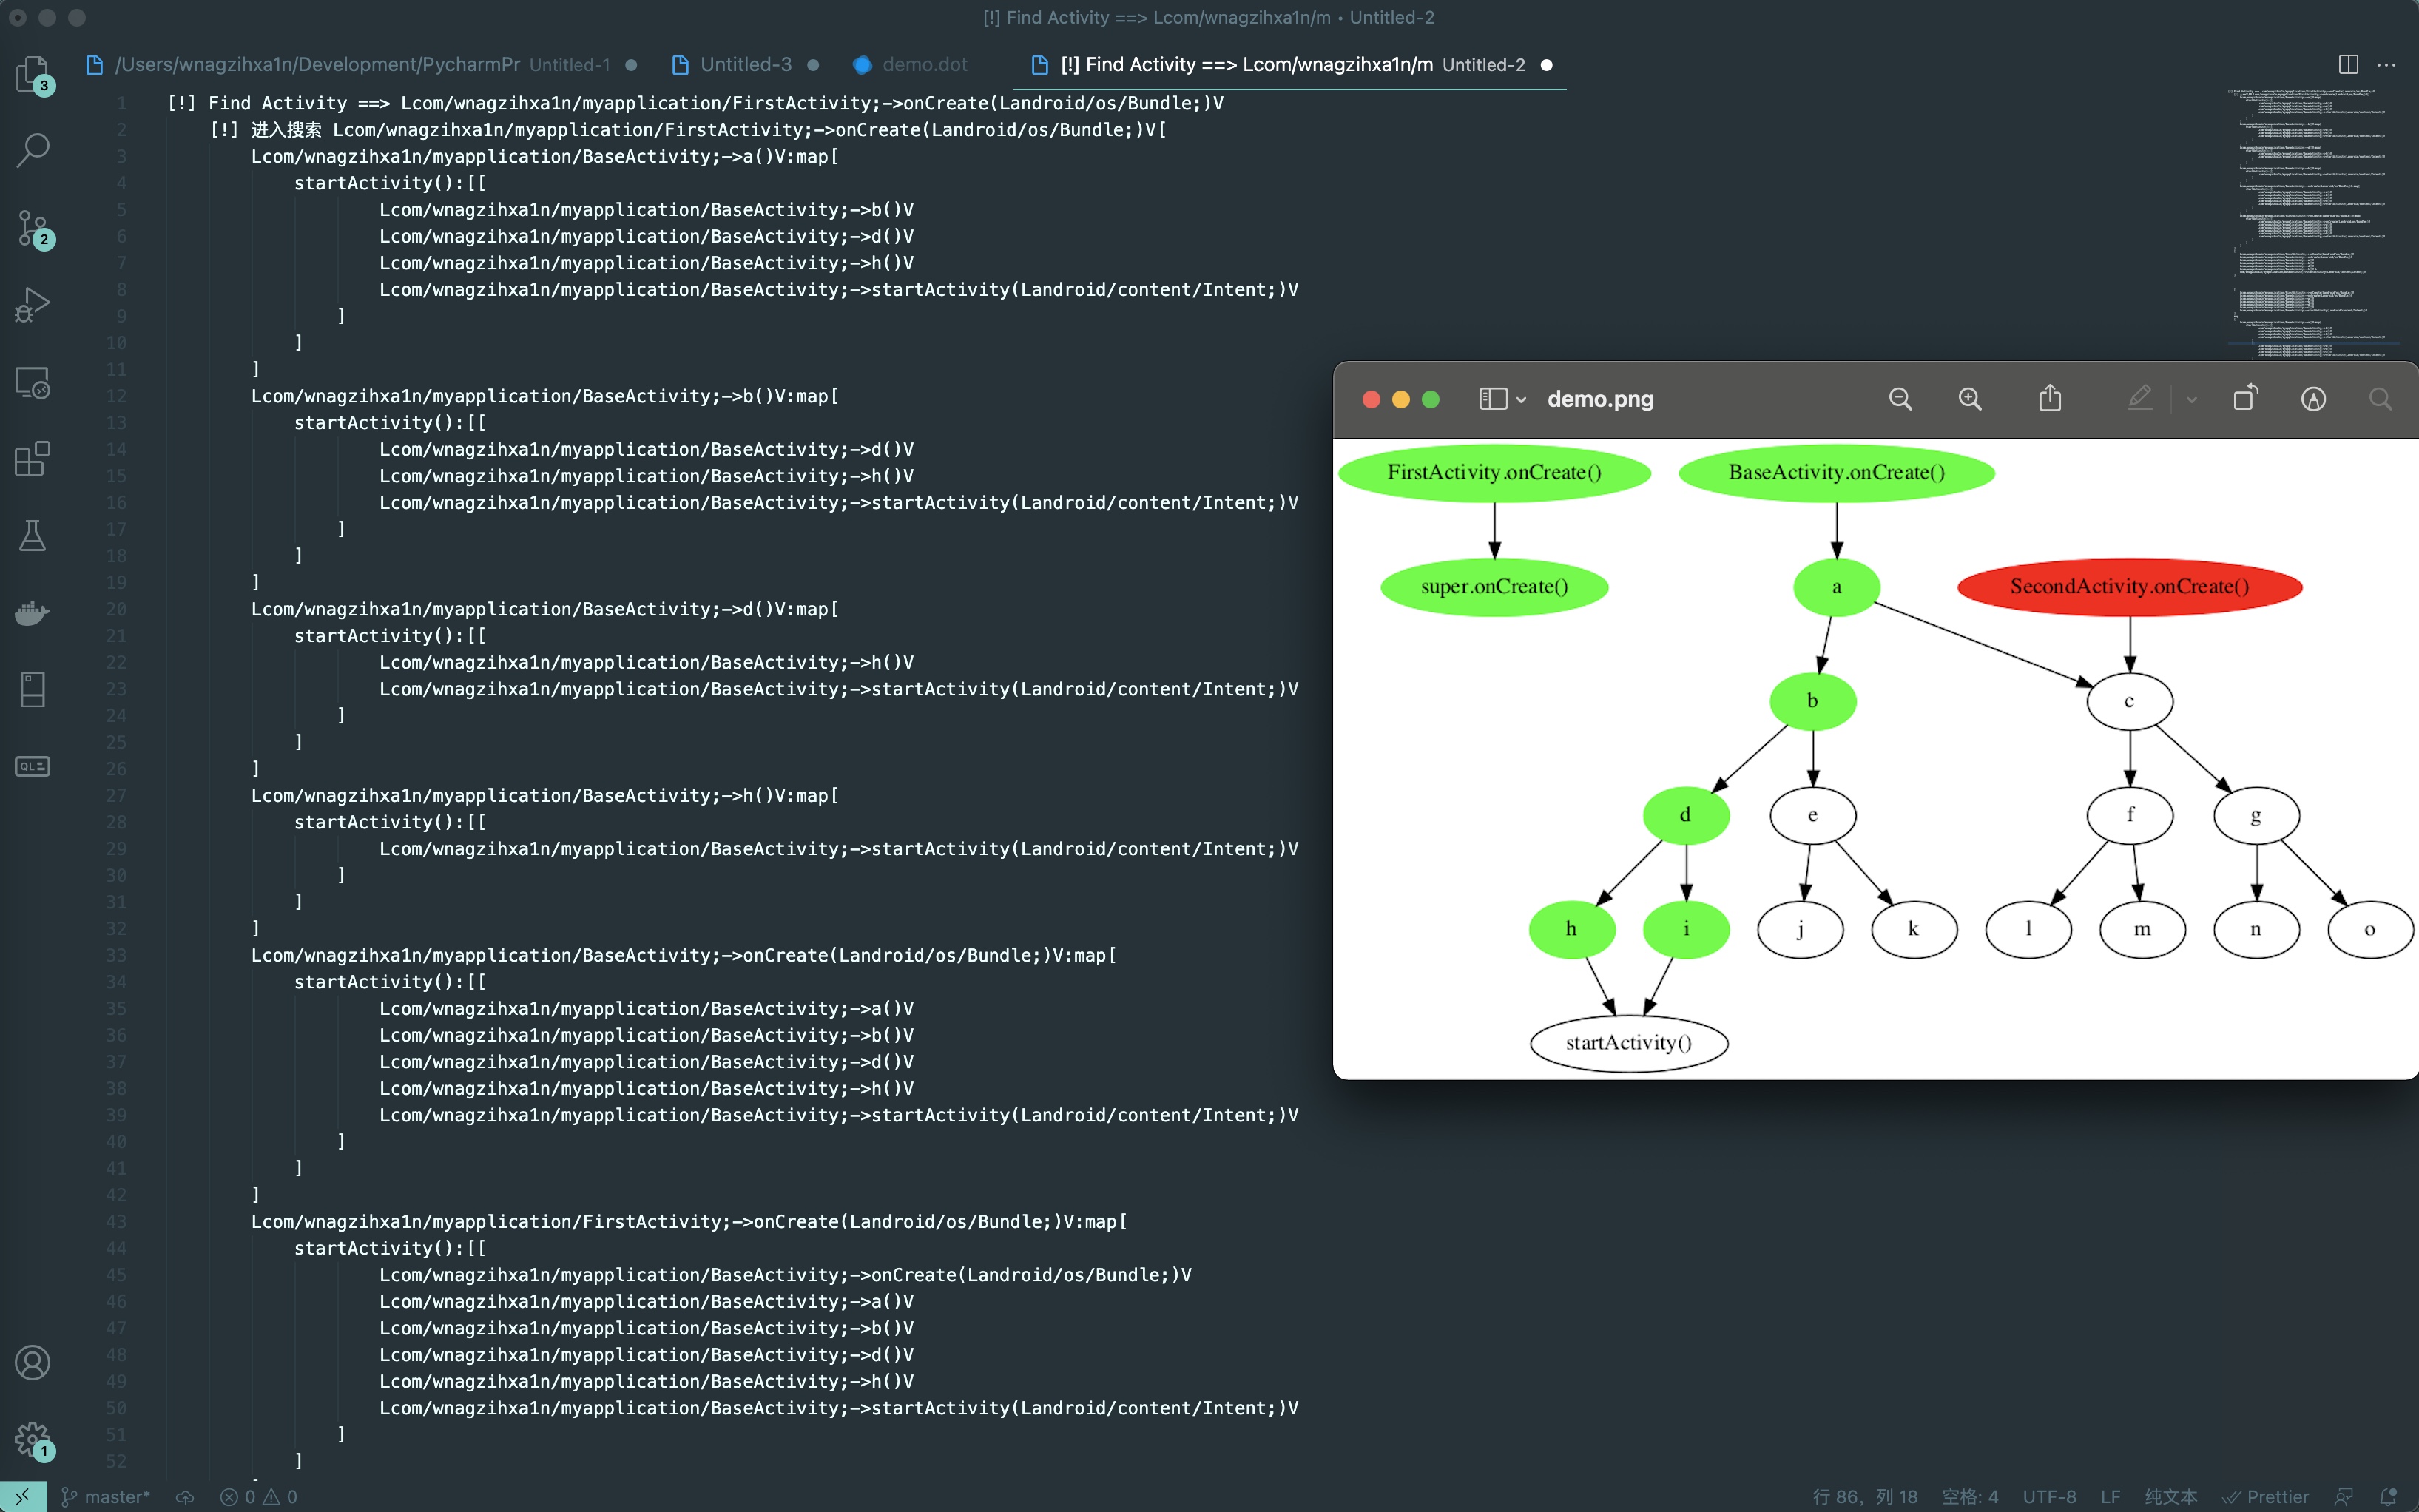 [!] Find Activity ==> Lcom/wnagzihxa1n/m • Untitled-2
/Users/wnagzihxa1n/Development/PycharmPr Untitled-1
Untitled-3
demo.dot
[!] Find Activity ==> Lcom/wnagzihxa1n/m Untitled-2
3
2
1
1 [!] Find Activity ==> Lcom/wnagzihxa1n/myapplication/FirstActivity;->onCreate(Landroid/os/Bundle;)V
2 [!] 进入搜索 Lcom/wnagzihxa1n/myapplication/FirstActivity;->onCreate(Landroid/os/Bundle;)V[
3 Lcom/wnagzihxa1n/myapplication/BaseActivity;->a()V:map[
4 startActivity():[[
5 Lcom/wnagzihxa1n/myapplication/BaseActivity;->b()V
6 Lcom/wnagzihxa1n/myapplication/BaseActivity;->d()V
7 Lcom/wnagzihxa1n/myapplication/BaseActivity;->h()V
8 Lcom/wnagzihxa1n/myapplication/BaseActivity;->startActivity(Landroid/content/Intent;)V
9 ]
10 ]
11 ]
12 Lcom/wnagzihxa1n/myapplication/BaseActivity;->b()V:map[
13 startActivity():[[
14 Lcom/wnagzihxa1n/myapplication/BaseActivity;->d()V
15 Lcom/wnagzihxa1n/myapplication/BaseActivity;->h()V
16 Lcom/wnagzihxa1n/myapplication/BaseActivity;->startActivity(Landroid/content/Intent;)V
17 ]
18 ]
19 ]
20 Lcom/wnagzihxa1n/myapplication/BaseActivity;->d()V:map[
21 startActivity():[[
22 Lcom/wnagzihxa1n/myapplication/BaseActivity;->h()V
23 Lcom/wnagzihxa1n/myapplication/BaseActivity;->startActivity(Landroid/content/Intent;)V
24 ]
25 ]
26 ]
27 Lcom/wnagzihxa1n/myapplication/BaseActivity;->h()V:map[
28 startActivity():[[
29 Lcom/wnagzihxa1n/myapplication/BaseActivity;->startActivity(Landroid/content/Intent;)V
30 ]
31 ]
32 ]
33 Lcom/wnagzihxa1n/myapplication/BaseActivity;->onCreate(Landroid/os/Bundle;)V:map[
34 startActivity():[[
35 Lcom/wnagzihxa1n/myapplication/BaseActivity;->a()V
36 Lcom/wnagzihxa1n/myapplication/BaseActivity;->b()V
37 Lcom/wnagzihxa1n/myapplication/BaseActivity;->d()V
38 Lcom/wnagzihxa1n/myapplication/BaseActivity;->h()V
39 Lcom/wnagzihxa1n/myapplication/BaseActivity;->startActivity(Landroid/content/Intent;)V
40 ]
41 ]
42 ]
43 Lcom/wnagzihxa1n/myapplication/FirstActivity;->onCreate(Landroid/os/Bundle;)V:map[
44 startActivity():[[
45 Lcom/wnagzihxa1n/myapplication/BaseActivity;->onCreate(Landroid/os/Bundle;)V
46 Lcom/wnagzihxa1n/myapplication/BaseActivity;->a()V
47 Lcom/wnagzihxa1n/myapplication/BaseActivity;->b()V
48 Lcom/wnagzihxa1n/myapplication/BaseActivity;->d()V
49 Lcom/wnagzihxa1n/myapplication/BaseActivity;->h()V
50 Lcom/wnagzihxa1n/myapplication/BaseActivity;->startActivity(Landroid/content/Intent;)V
51 ]
52 ]
demo.png
FirstActivity.onCreate() BaseActivity.onCreate()
super.onCreate() a SecondActivity.onCreate()
b c
d e f g
h i j k l m n o
startActivity()
QL
master* 0 0
行 86，列 18 空格: 4 UTF-8 LF 纯文本 Prettier